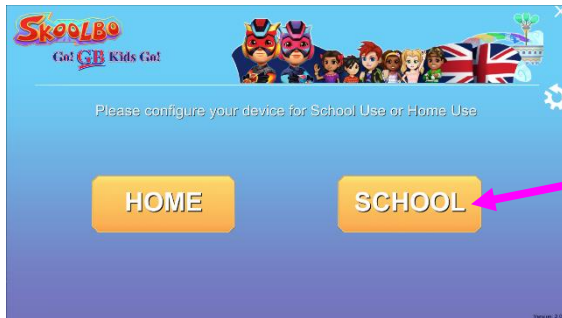 SKOOLBO
Go! GB Kids Go!
Please configure your device for School Use or Home Use
HOME
SCHOOL